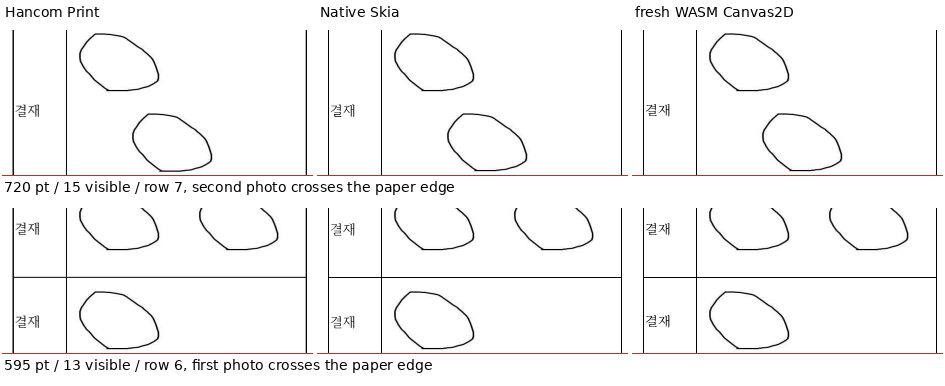 Hancom Print Native Skia fresh WASM Canvas2D
결재 결재 결재
720 pt / 15 visible / row 7, second photo crosses the paper edge
결재 결재 결재
결재 결재 결재
595 pt / 13 visible / row 6, first photo crosses the paper edge